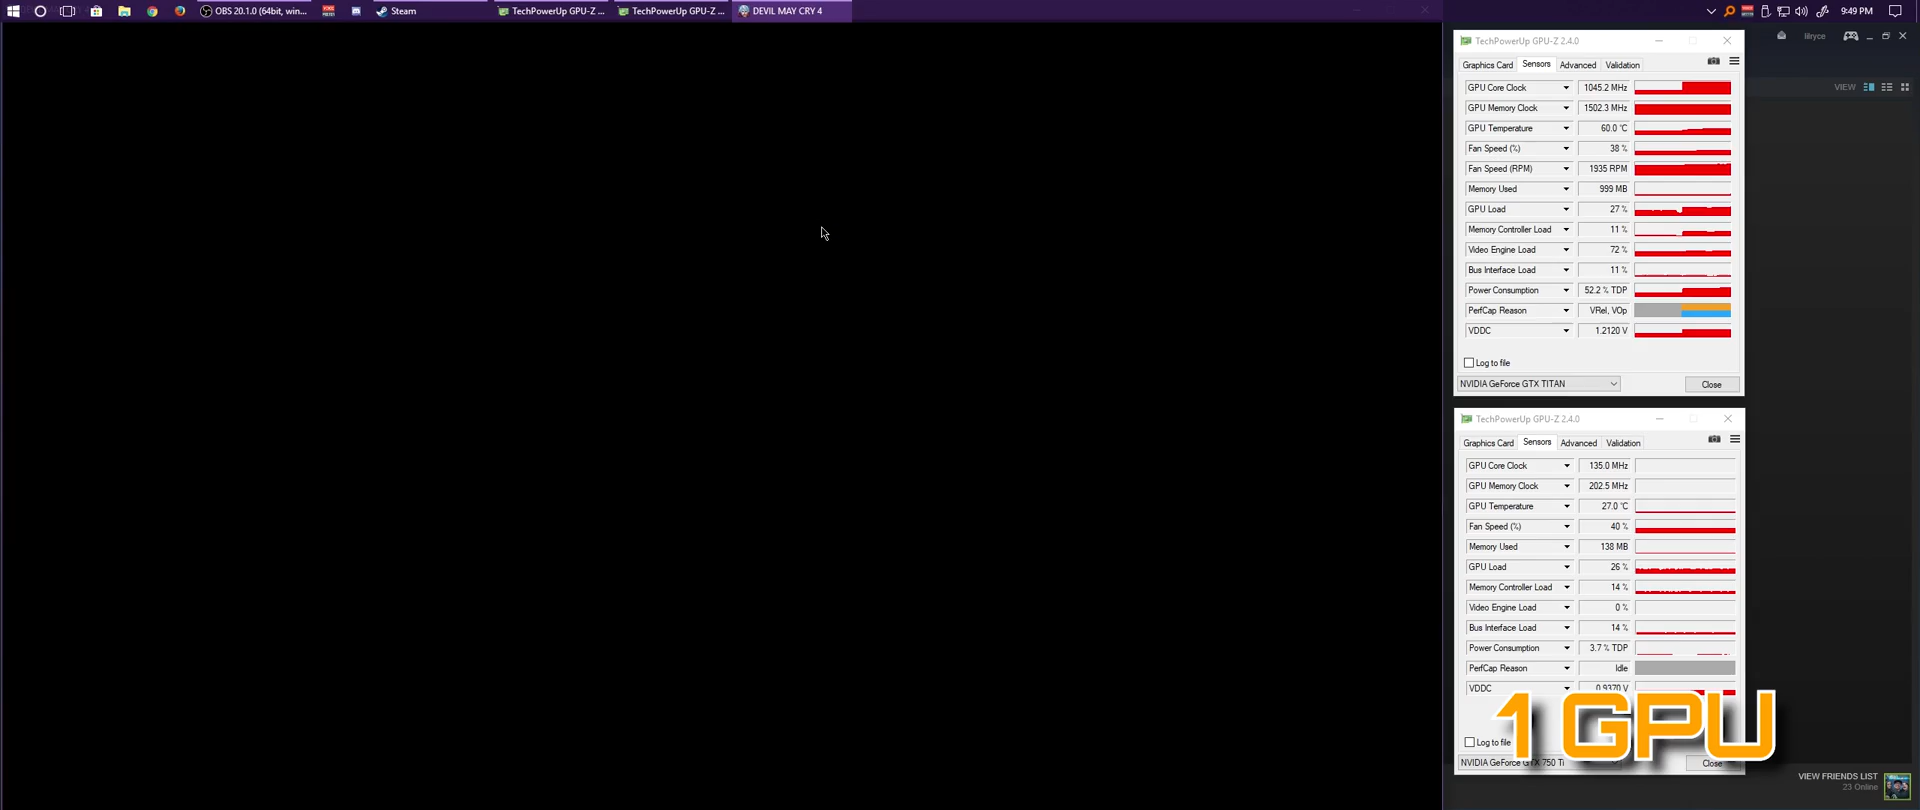 OBS 20.1.0 (64bit, win...
Steam
TechPowerUp GPU-Z ...
TechPowerUp GPU-Z ...
DEVIL MAY CRY 4
9:49 PM
TechPowerUp GPU-Z 2.4.0
Graphics Card Sensors Advanced Validation
GPU Core Clock 1045.2 MHz
GPU Memory Clock 1502.3 MHz
GPU Temperature 60.0 °C
Fan Speed (%) 38 %
Fan Speed (RPM) 1935 RPM
Memory Used 999 MB
GPU Load 27 %
Memory Controller Load 11 %
Video Engine Load 72 %
Bus Interface Load 11 %
Power Consumption 52.2 % TDP
PerfCap Reason VRel, VOp
VDDC 1.2120 V
Log to file
NVIDIA GeForce GTX TITAN Close
VIEW
TechPowerUp GPU-Z 2.4.0
Graphics Card Sensors Advanced Validation
GPU Core Clock 135.0 MHz
GPU Memory Clock 202.5 MHz
GPU Temperature 27.0 °C
Fan Speed (%) 40 %
Memory Used 138 MB
GPU Load 26 %
Memory Controller Load 14 %
Video Engine Load 0 %
Bus Interface Load 14 %
Power Consumption 3.7 % TDP
PerfCap Reason Idle
VDDC 0.9370 V
1 GPU
Log to file
NVIDIA GeForce GTX 750 Ti Close
VIEW FRIENDS LIST
23 Online